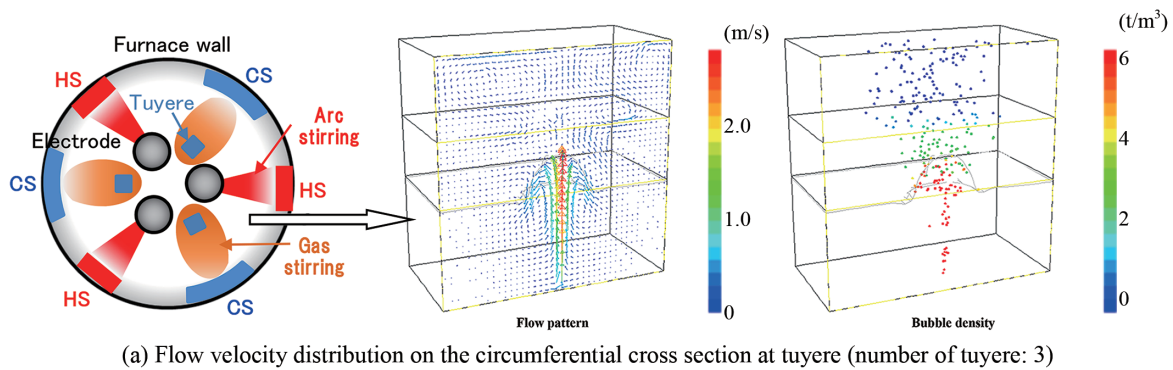 Furnace wall
HS
CS
Tuyere
Electrode
Arc
stirring
CS
HS
Gas
stirring
HS
CS
(m/s)
2.0
1.0
0
Flow pattern
(t/m³)
6
4
2
0
Bubble density
(a) Flow velocity distribution on the circumferential cross section at tuyere (number of tuyere: 3)